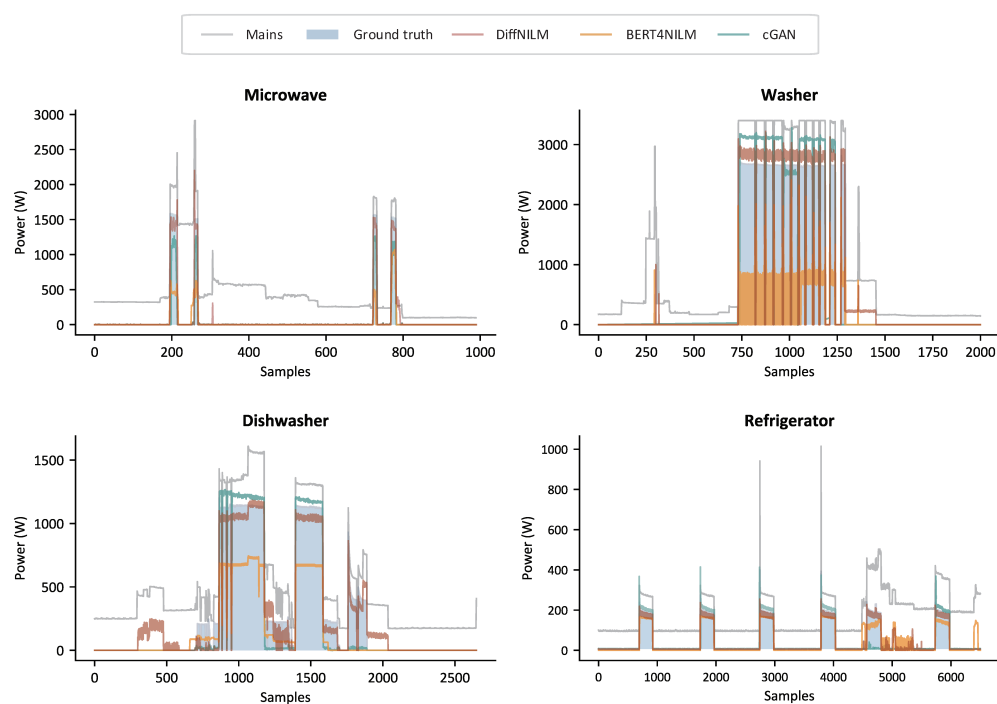 Mains Ground truth DiffNILM BERT4NILM cGAN
Microwave
Power (W)
3000
2500
2000
1500
1000
500
0
0 200 400 600 800 1000
Samples
Washer
Power (W)
3000
2000
1000
0
0 250 500 750 1000 1250 1500 1750 2000
Samples
Dishwasher
Power (W)
1500
1000
500
0
0 500 1000 1500 2000 2500
Samples
Refrigerator
Power (W)
1000
800
600
400
200
0
0 1000 2000 3000 4000 5000 6000
Samples